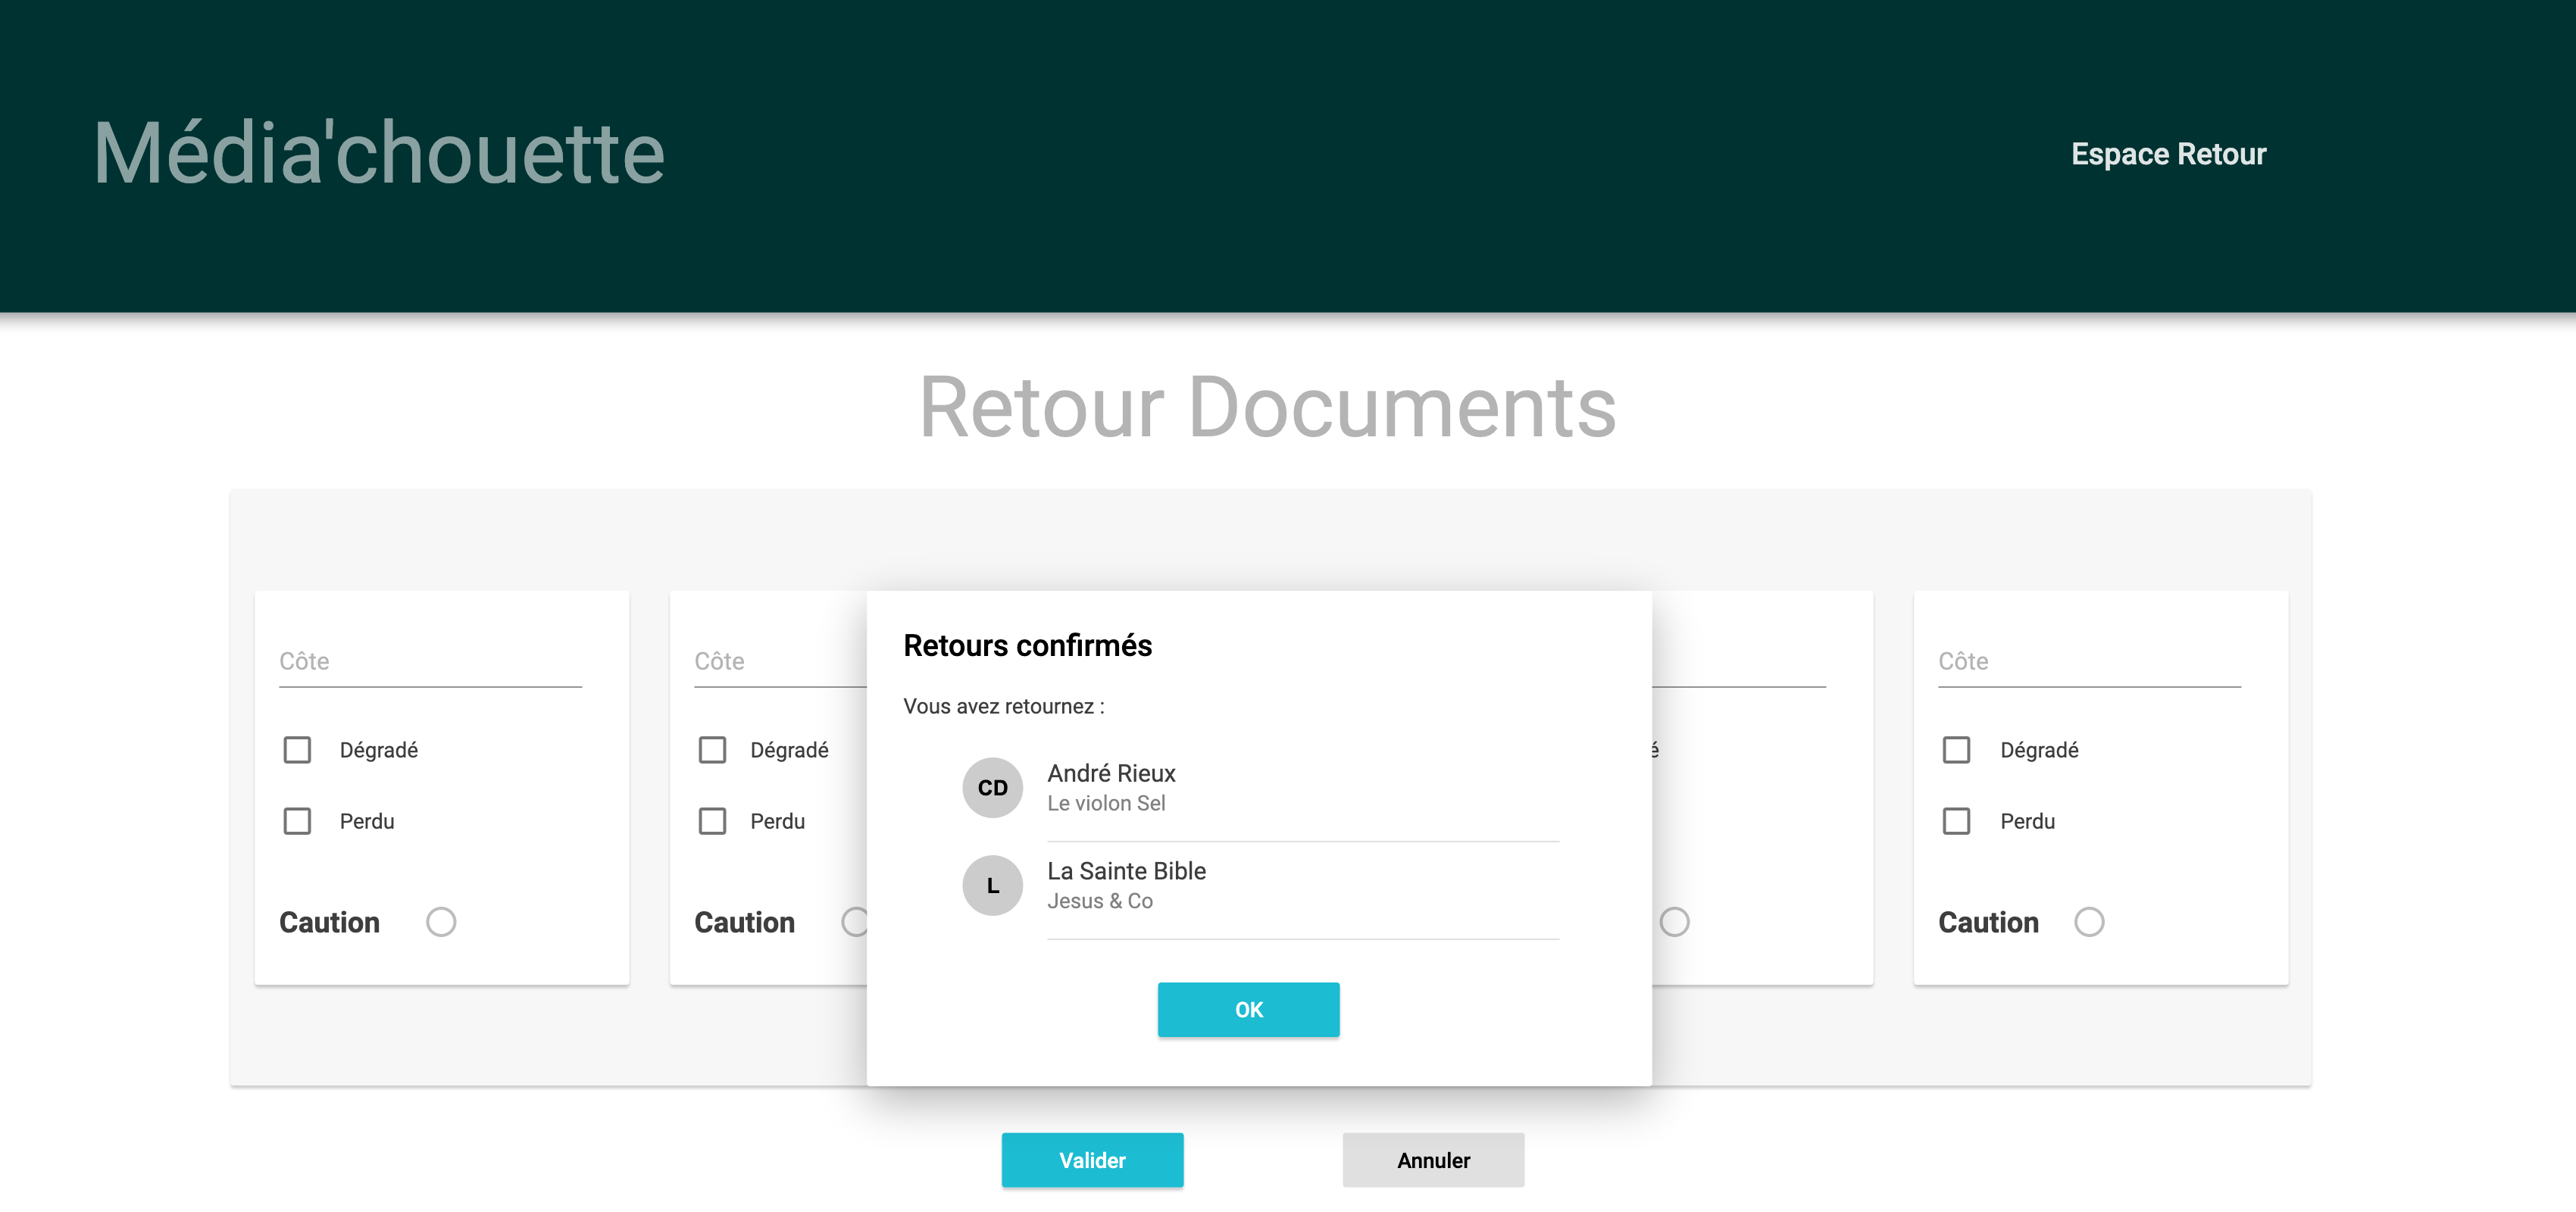 Média'chouette
Espace Retour
Retour Documents
Côte
Dégradé
Perdu
Caution
Côte
Dégradé
Perdu
Caution
Retours confirmés
Vous avez retournez :
CD
André Rieux
Le violon Sel
L
La Sainte Bible
Jesus & Co
OK
é
Côte
Dégradé
Perdu
Caution
Valider
Annuler